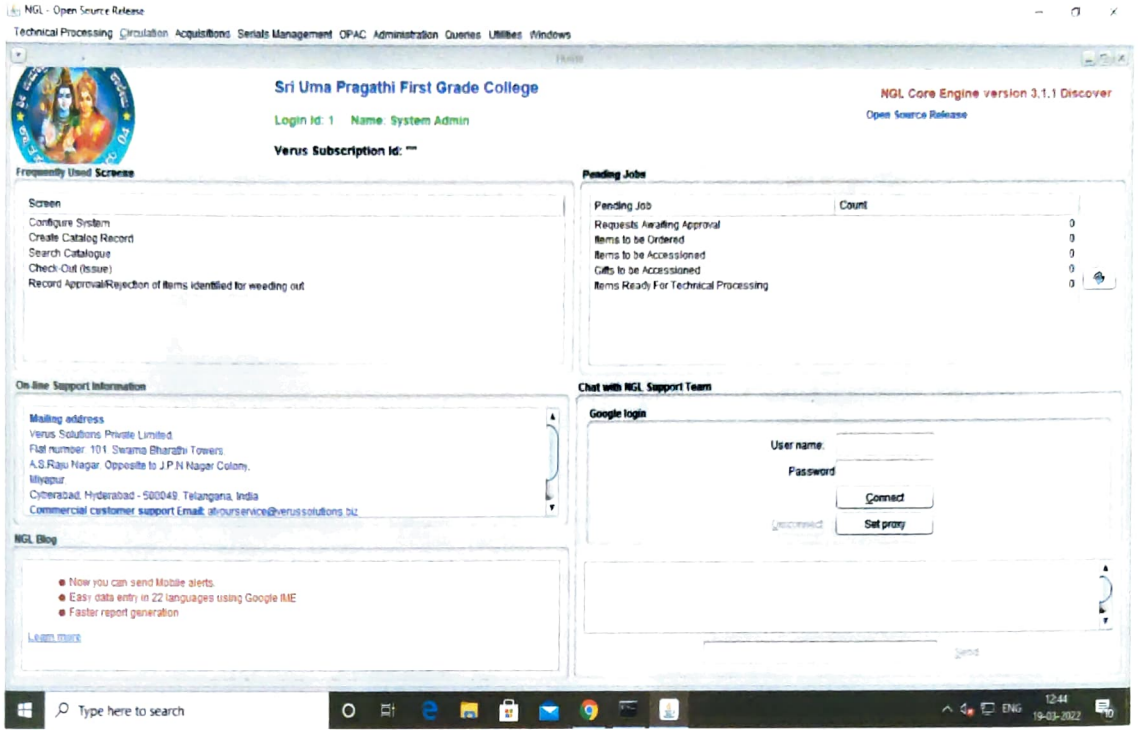 NGL - Open Source Release
Technical Processing Circulation Acquisitions Serials Management OPAC Administration Queries Utilities Windows
Home
Sri Uma Pragathi First Grade College
NGL Core Engine version 3.1.1 Discover
Login Id: 1 Name: System Admin
Open Source Release
Verus Subscription Id: ""
Frequently Used Screens
Screen
Configure System
Create Catalog Record
Search Catalogue
Check-Out (Issue)
Record Approval/Rejection of items identified for weeding out
Pending Jobs
Pending Job Count
Requests Awaiting Approval 0
Items to be Ordered 0
Items to be Accessioned 0
Gifts to be Accessioned 0
Items Ready For Technical Processing 0
On-line Support Information
Mailing address
Verus Solutions Private Limited.
Flat number: 101. Swarna Bharathi Towers.
A.S.Raju Nagar. Opposite to J.P.N Nagar Colony.
Miyapur.
Cyberabad, Hyderabad - 500049. Telangana, India
Commercial customer support Email: atyourservice@verussolutions.biz
Chat with NGL Support Team
Google login
User name:
Password
Connect
Disconnect Set proxy
Send
NGL Blog
Now you can send Mobile alerts.
Easy data entry in 22 languages using Google IME
Faster report generation
Learn more
Type here to search
ENG
12:44
19-03-2022